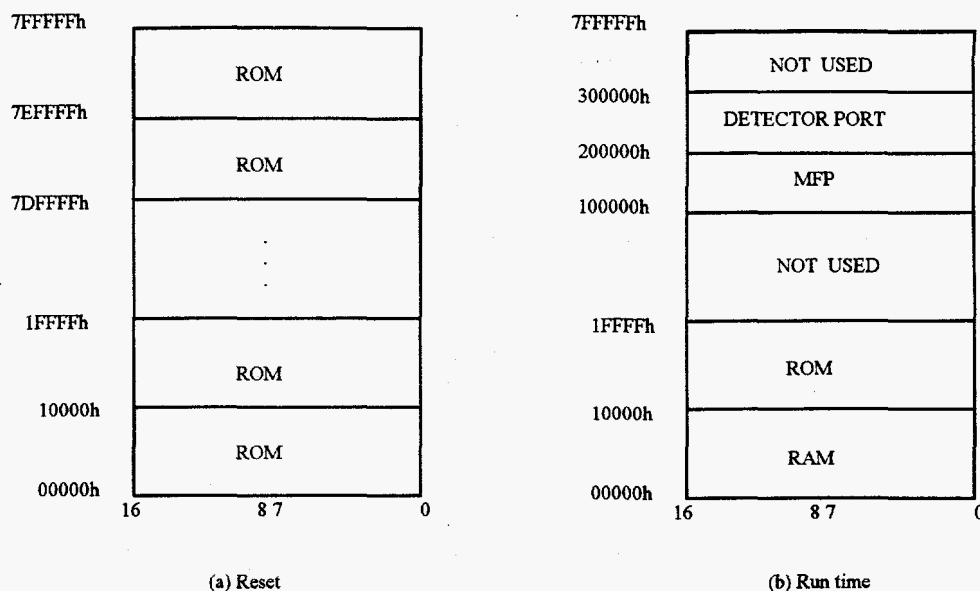 7FFFFFh
ROM
7EFFFFh
ROM
7DFFFFh
1FFFFh
ROM
10000h
ROM
00000h
16 8 7 0
(a) Reset
7FFFFFh
NOT USED
300000h
DETECTOR PORT
200000h
MFP
100000h
NOT USED
1FFFFh
ROM
10000h
RAM
00000h
16 8 7 0
(b) Run time